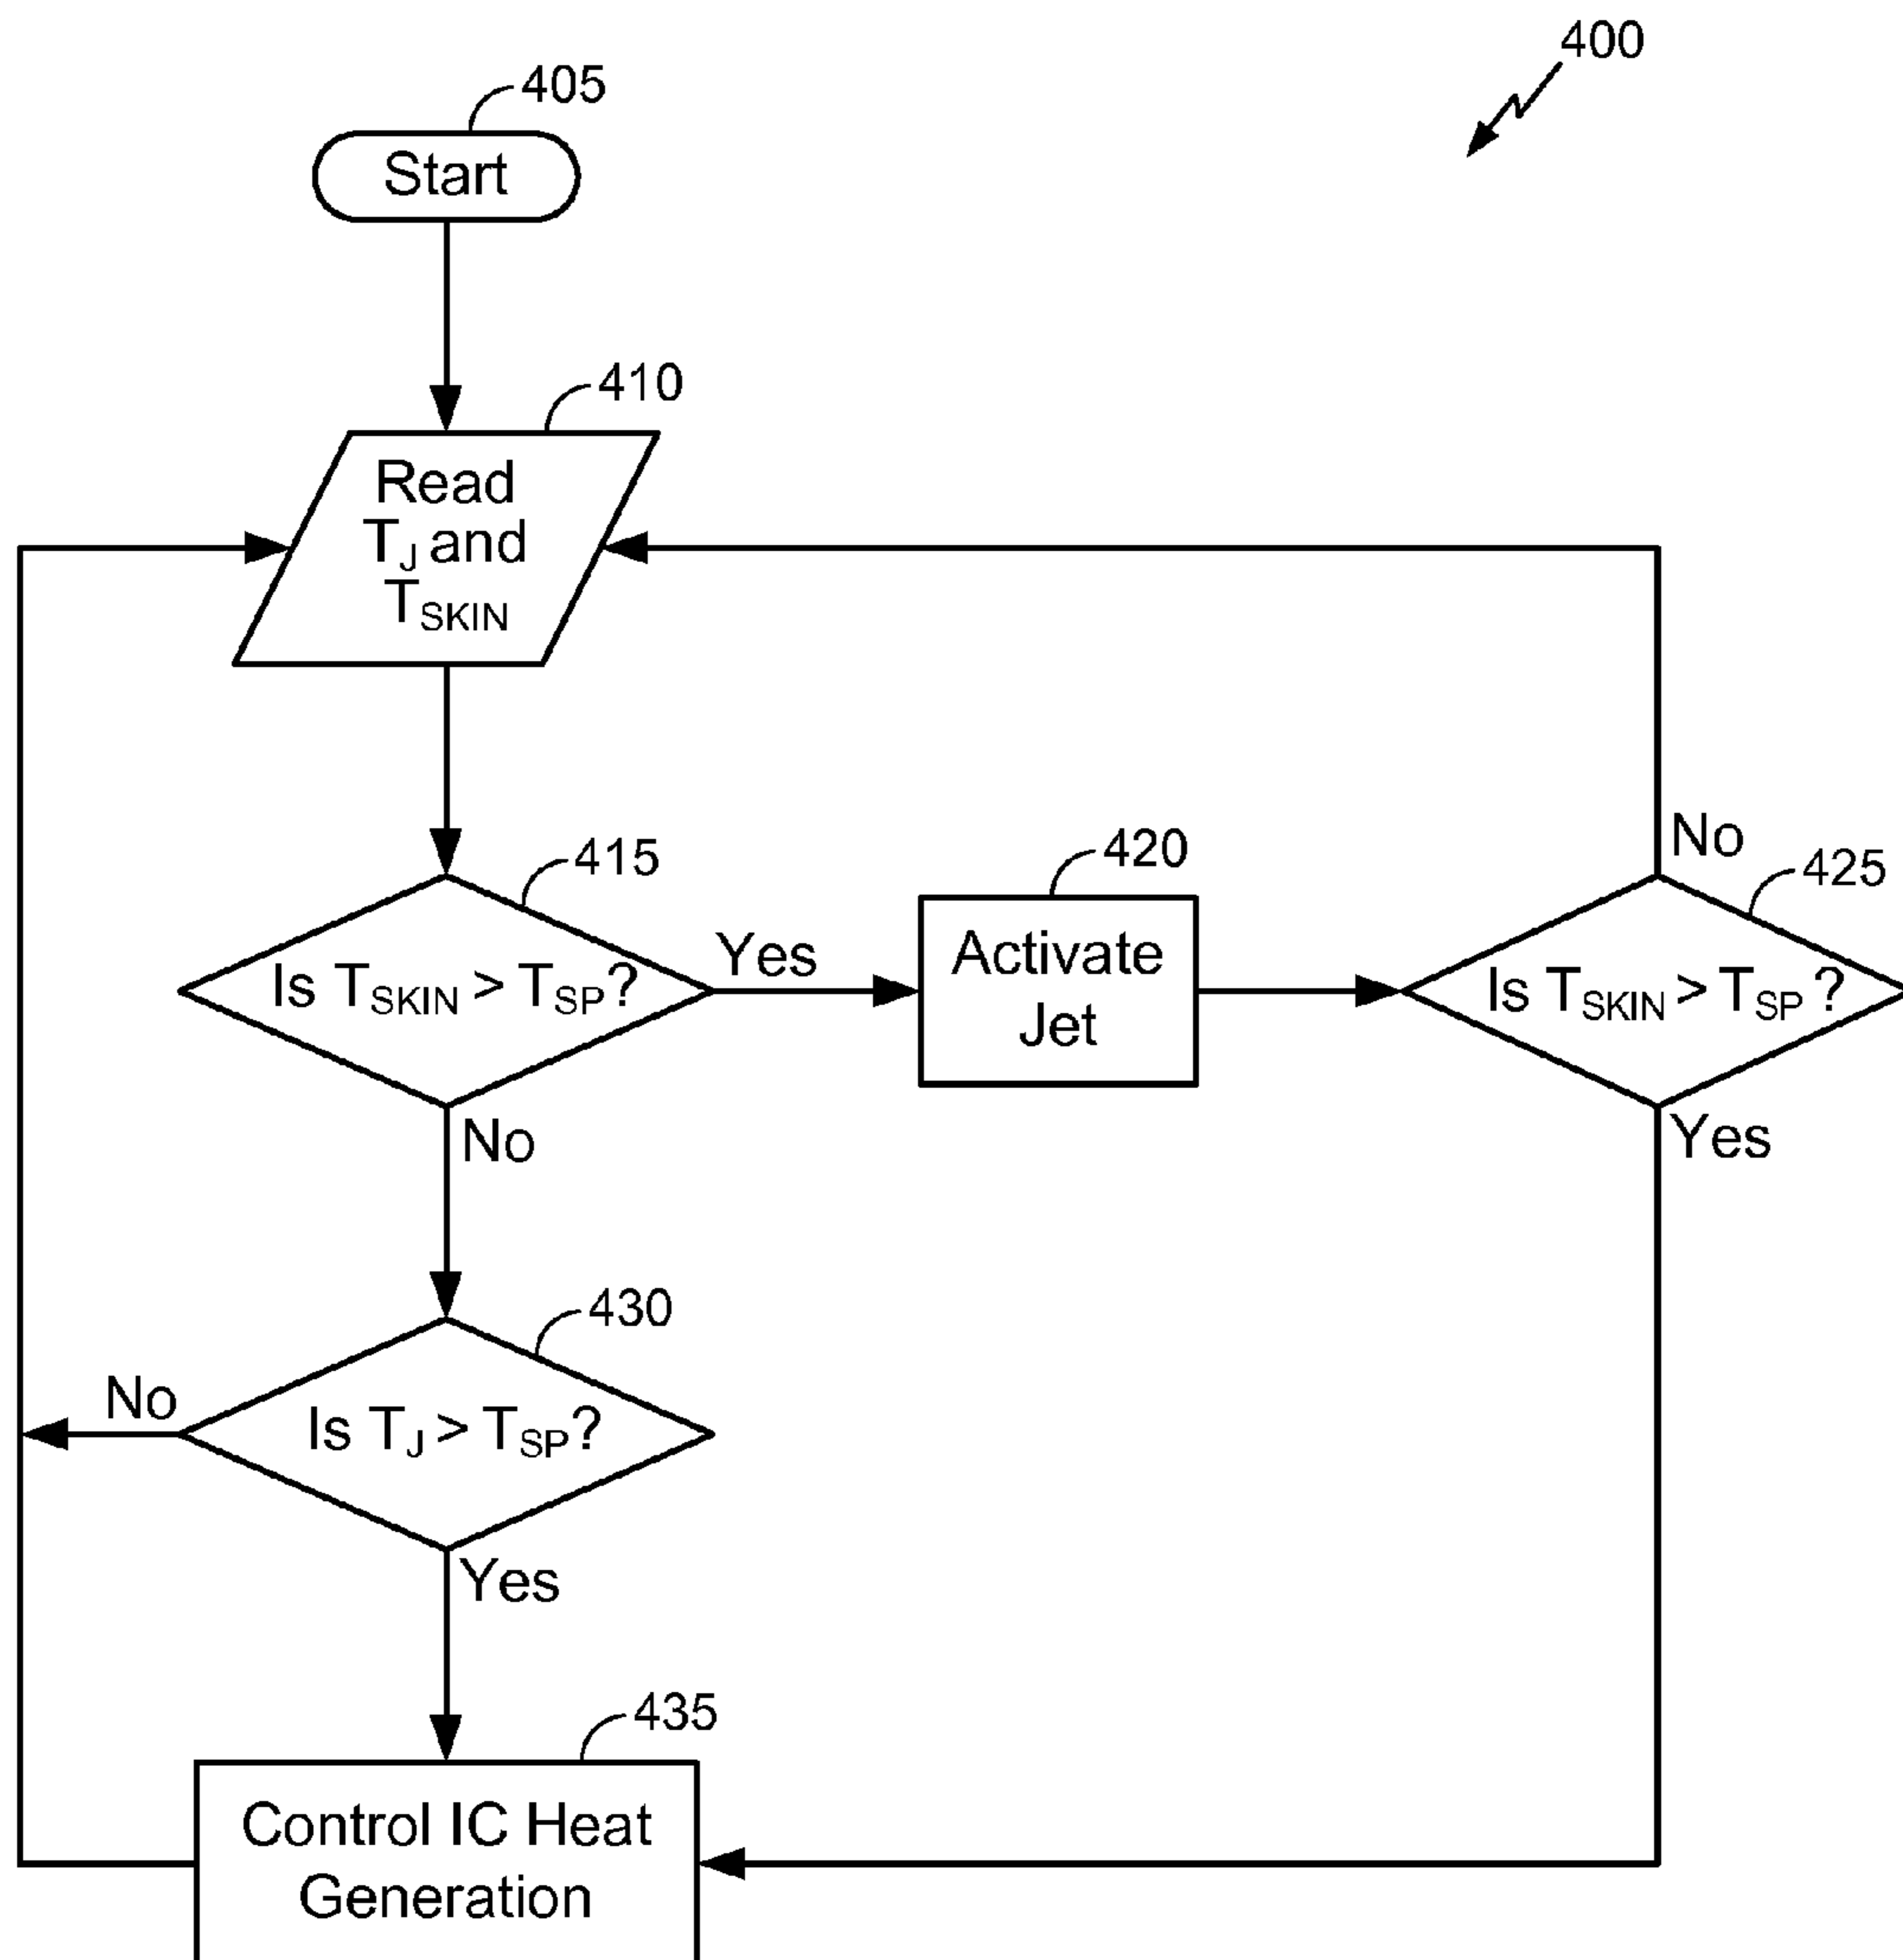 400
405
Start
410
Read
TJ and
TSKIN
415
Is TSKIN > TSP?
Yes
No
420
Activate
Jet
425
Is TSKIN > TSP?
No
Yes
430
Is TJ > TSP?
No
Yes
435
Control IC Heat
Generation